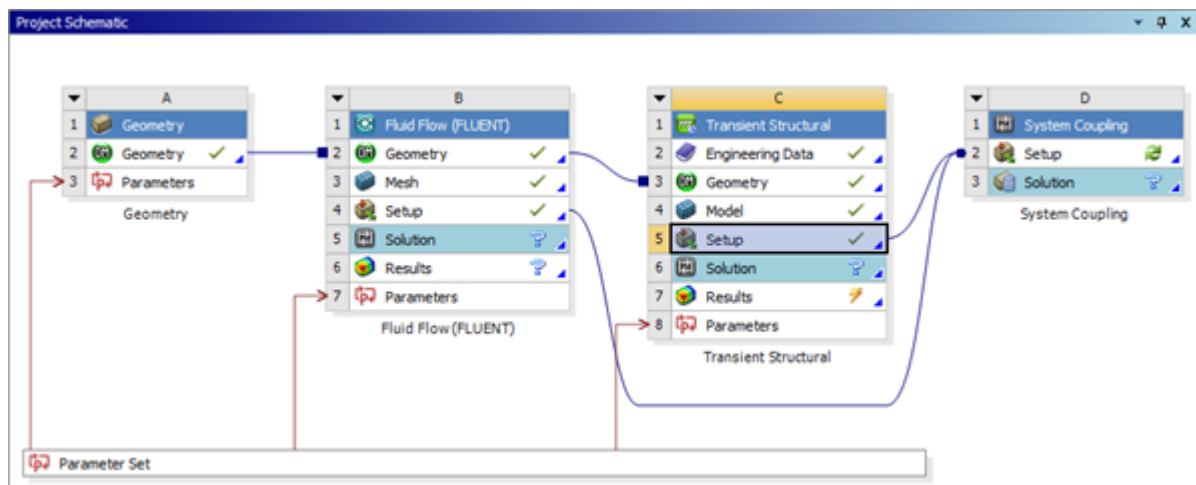 Project Schematic
A
1 Geometry
2 Geometry
3 Parameters
Geometry
B
1 Fluid Flow (FLUENT)
2 Geometry
3 Mesh
4 Setup
5 Solution
6 Results
7 Parameters
Fluid Flow (FLUENT)
C
1 Transient Structural
2 Engineering Data
3 Geometry
4 Model
5 Setup
6 Solution
7 Results
8 Parameters
Transient Structural
D
1 System Coupling
2 Setup
3 Solution
System Coupling
Parameter Set